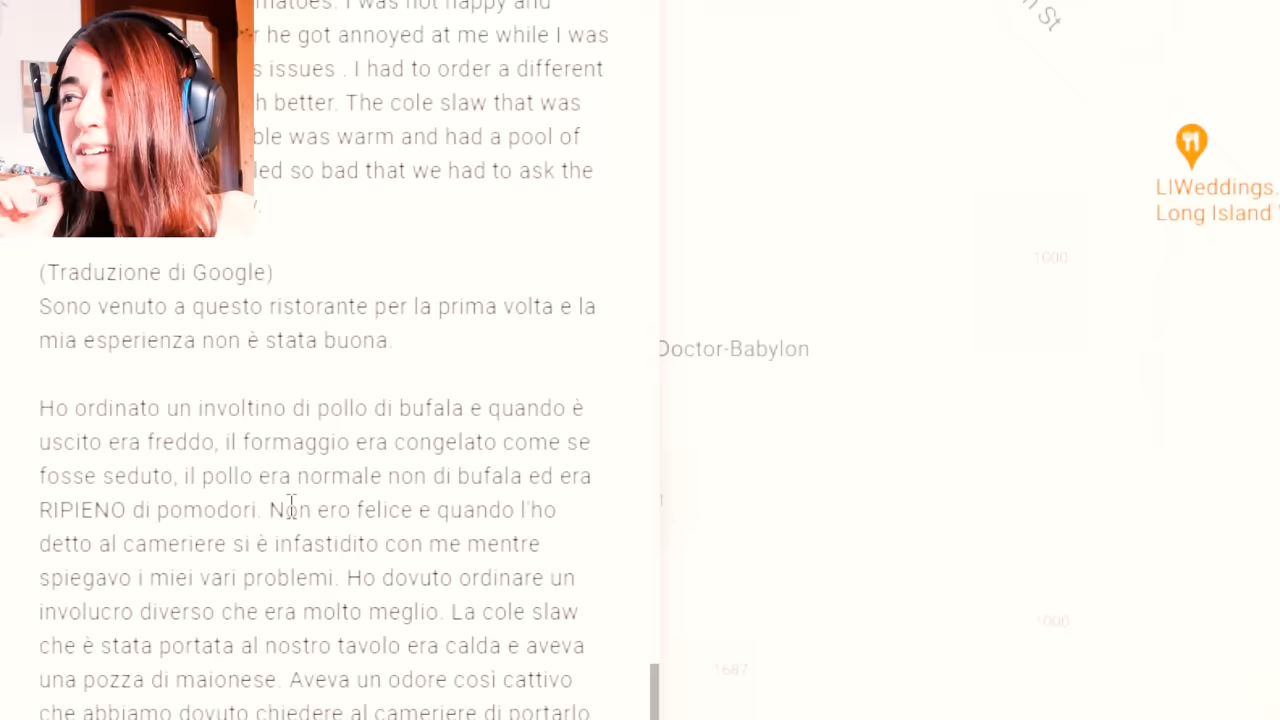 he got annoyed at me while I was
issues . I had to order a different
better. The cole slaw that was
was warm and had a pool of
so bad that we had to ask the
(Traduzione di Google)
Sono venuto a questo ristorante per la prima volta e la
mia esperienza non è stata buona.
Ho ordinato un involtino di pollo di bufala e quando è
uscito era freddo, il formaggio era congelato come se
fosse seduto, il pollo era normale non di bufala ed era
RIPIENO di pomodori. Non ero felice e quando l'ho
detto al cameriere si è infastidito con me mentre
spiegavo i miei vari problemi. Ho dovuto ordinare un
involucro diverso che era molto meglio. La cole slaw
che è stata portata al nostro tavolo era calda e aveva
una pozza di maionese. Aveva un odore così cattivo
che abbiamo dovuto chiedere al cameriere di portarlo
St
LIWeddings.
Long Island
1000
Doctor-Babylon
1000
1687